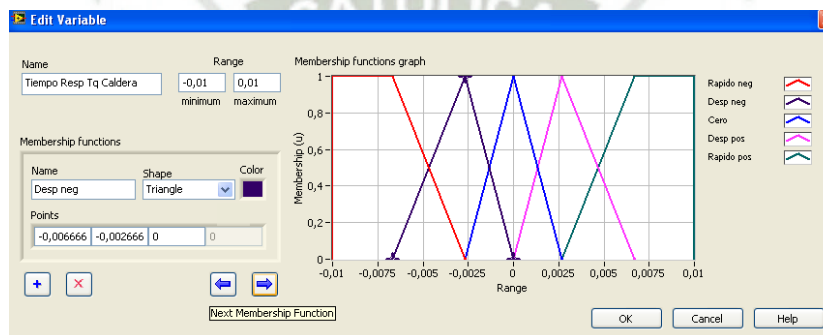 Edit Variable
Name
Range
Tiempo Resp Tq Caldera
-0,01
0,01
minimum
maximum
Membership functions
Name
Shape
Color
Desp neg
Triangle
Points
-0,006666
-0,002666
0
0
Next Membership Function
Membership functions graph
Membership (u)
1
0,8
0,6
0,4
0,2
0
-0,01
-0,0075
-0,005
-0,0025
0
0,0025
0,005
0,0075
0,01
Range
Rapido neg
Desp neg
Cero
Desp pos
Rapido pos
OK
Cancel
Help